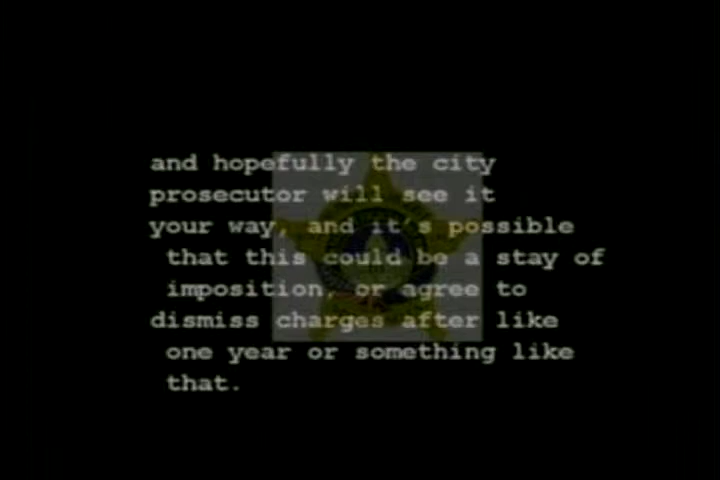 and hopefully the city
prosecutor will see it
your way, and it's possible
that this could be a stay of
imposition, or agree to
dismiss charges after like
one year or something like
that.